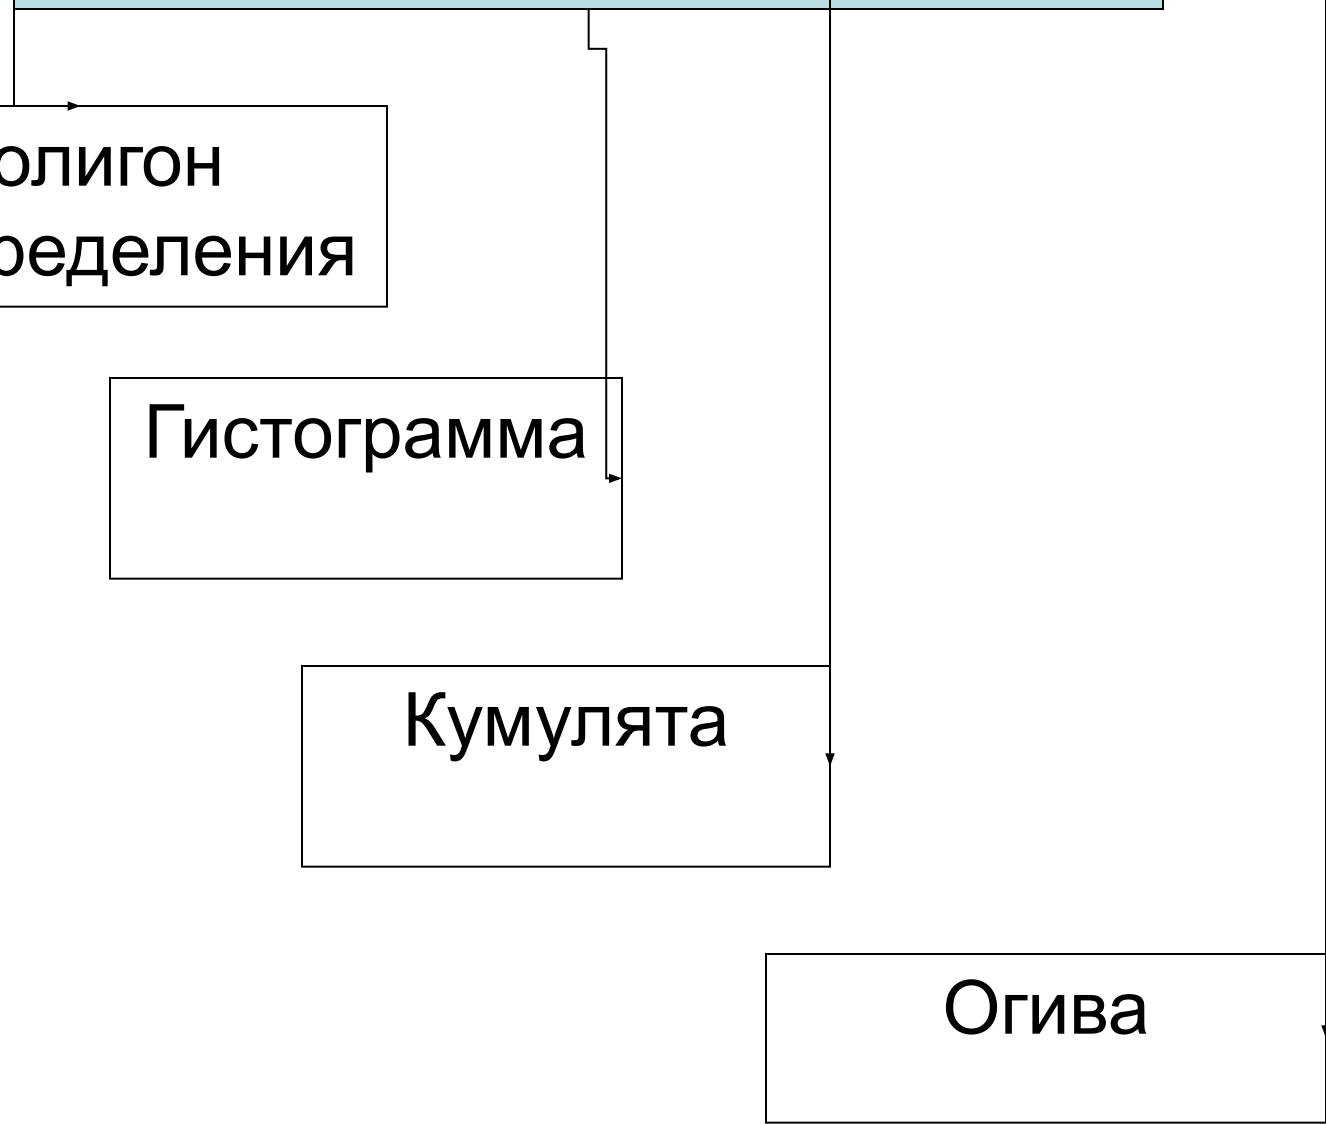 олигон
ределения
Гистограмма
Кумулята
Огива